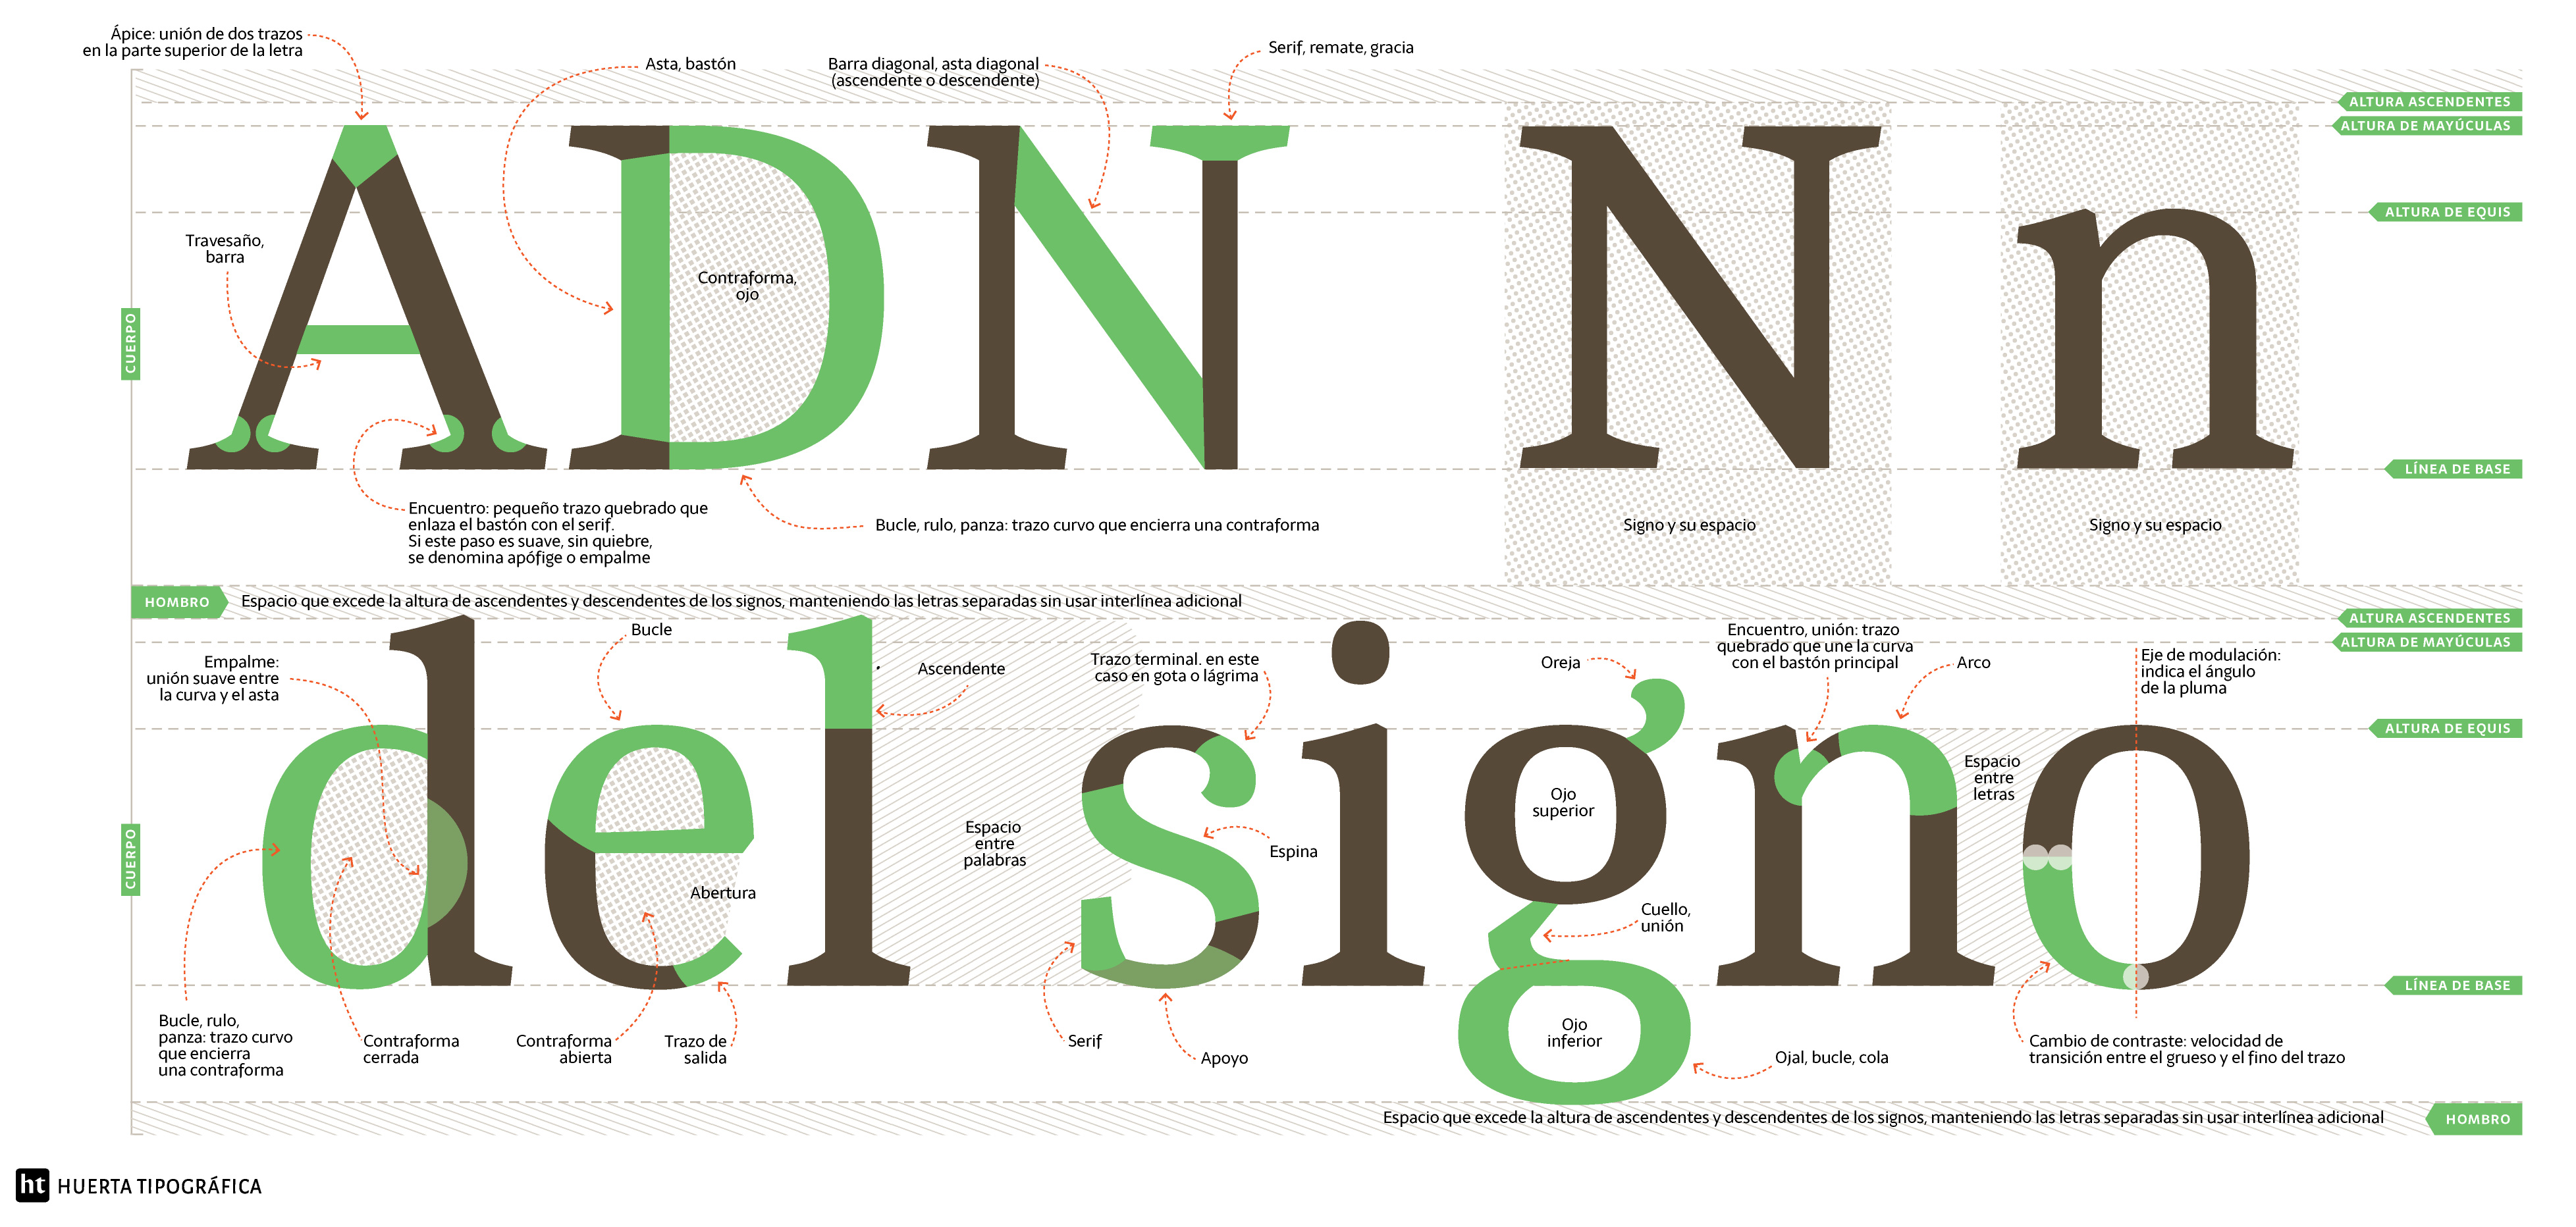 Ápice: unión de dos trazos
en la parte superior de la letra
Asta, bastón
Barra diagonal, asta diagonal
(ascendente o descendente)
Serif, remate, gracia
ALTURA ASCENDENTES
ALTURA DE MAYÚCULAS
ALTURA DE EQUIS
Travesaño,
barra
Contraforma,
ojo
CUERPO
ADN N n
LÍNEA DE BASE
Encuentro: pequeño trazo quebrado que
enlaza el bastón con el serif.
Si este paso es suave, sin quiebre,
se denomina apófige o empalme
Bucle, rulo, panza: trazo curvo que encierra una contraforma
Signo y su espacio
Signo y su espacio
HOMBRO
Espacio que excede la altura de ascendentes y descendentes de los signos, manteniendo las letras separadas sin usar interlínea adicional
ALTURA ASCENDENTES
ALTURA DE MAYÚCULAS
ALTURA DE EQUIS
Empalme:
unión suave entre
la curva y el asta
Bucle
Ascendente
Trazo terminal. en este
caso en gota o lágrima
Oreja
Encuentro, unión: trazo
quebrado que une la curva
con el bastón principal
Arco
Eje de modulación:
indica el ángulo
de la pluma
del signo
CUERPO
Abertura
Espacio
entre
palabras
Espina
Ojo
superior
Cuello,
unión
Espacio
entre
letras
LÍNEA DE BASE
Bucle, rulo,
panza: trazo curvo
que encierra
una contraforma
Contraforma
cerrada
Contraforma
abierta
Trazo de
salida
Serif
Apoyo
Ojo
inferior
Ojal, bucle, cola
Cambio de contraste: velocidad de
transición entre el grueso y el fino del trazo
Espacio que excede la altura de ascendentes y descendentes de los signos, manteniendo las letras separadas sin usar interlínea adicional
HOMBRO
ht HUERTA TIPOGRÁFICA